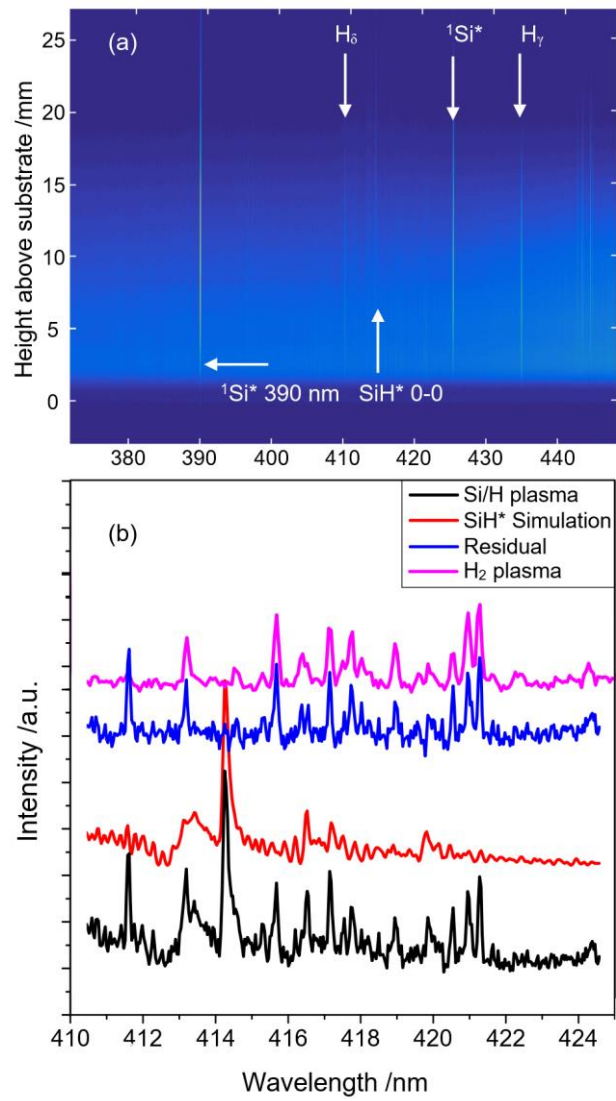 (a)
H_δ
¹Si*
H_γ
25
20
15
10
5
0
Height above substrate /mm
¹Si* 390 nm
SiH* 0-0
380
390
400
410
420
430
440
(b)
Si/H plasma
SiH* Simulation
Residual
H₂ plasma
Intensity /a.u.
410
412
414
416
418
420
422
424
Wavelength /nm